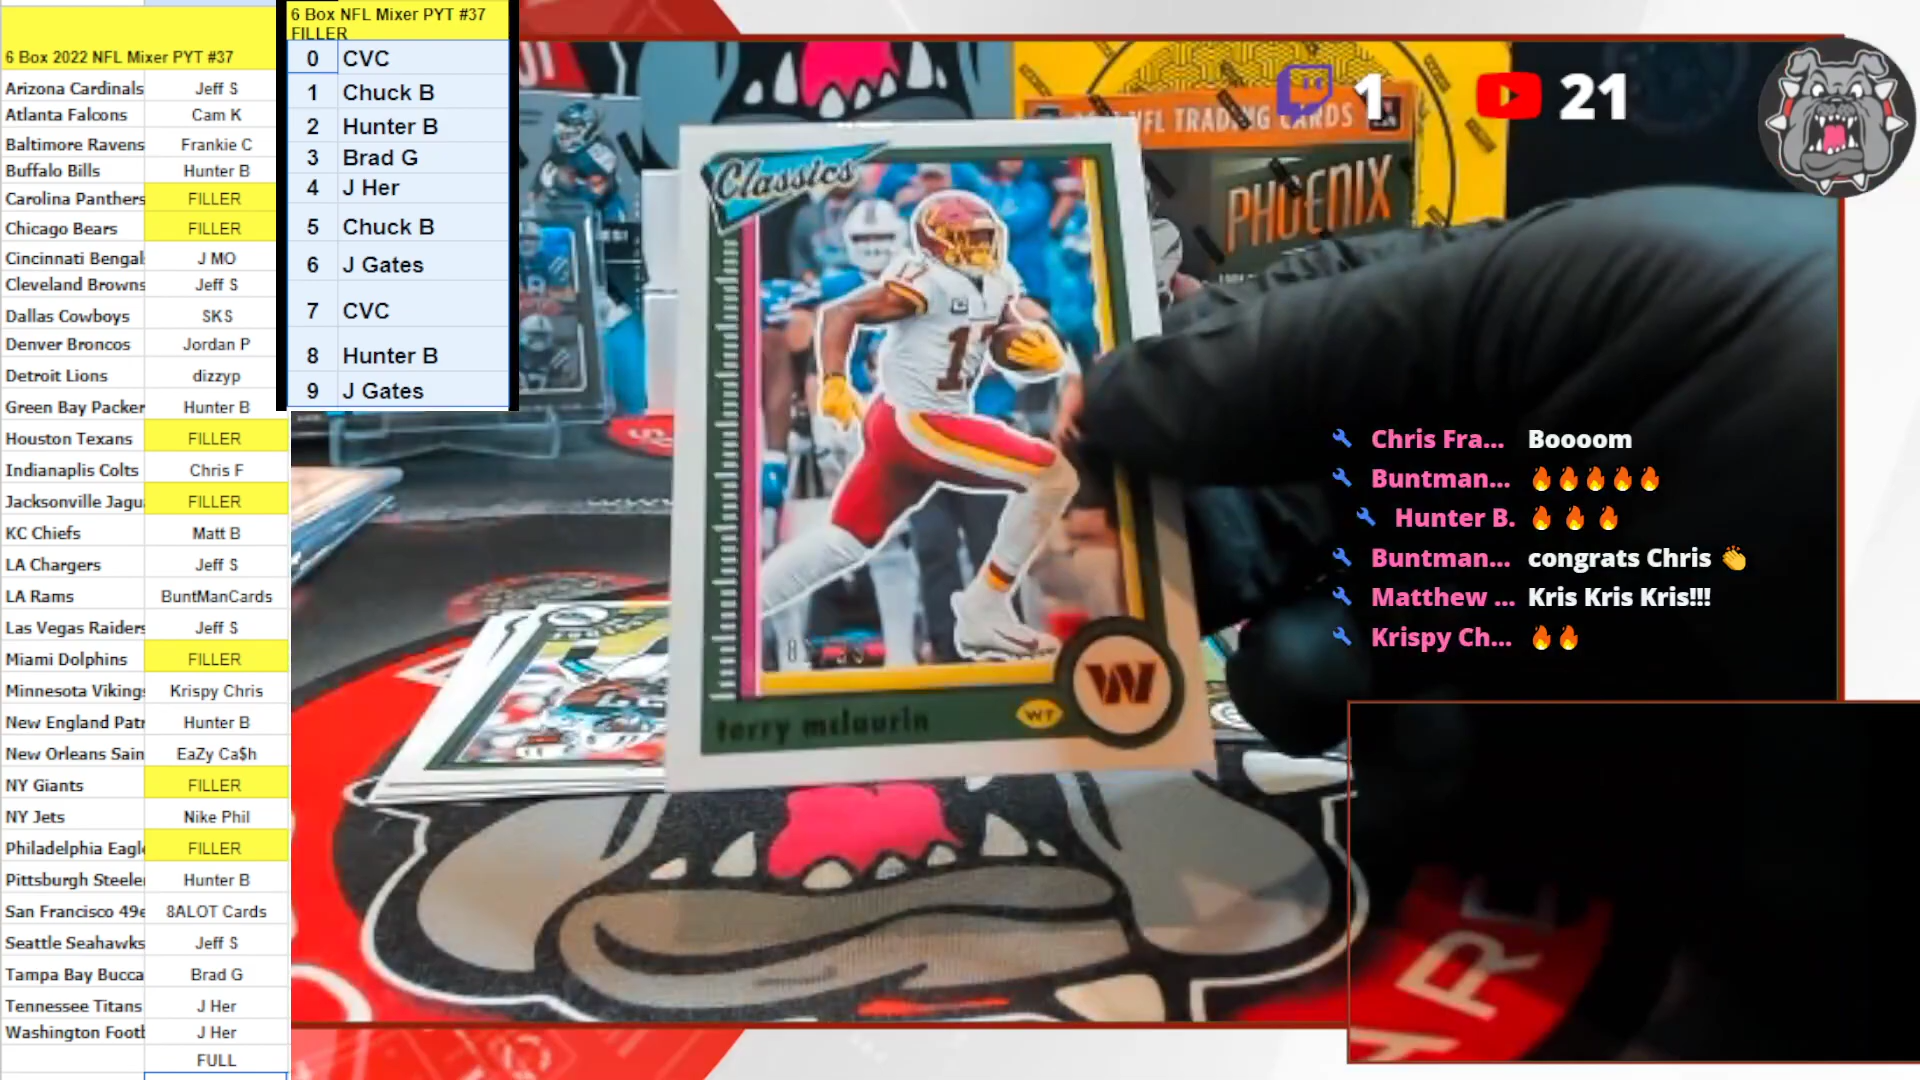 6 Box 2022 NFL Mixer PYT #37
Arizona Cardinals Jeff S
Atlanta Falcons Cam K
Baltimore Ravens Frankie C
Buffalo Bills Hunter B
Carolina Panthers FILLER
Chicago Bears FILLER
Cincinnati Bengal J MO
Cleveland Browns Jeff S
Dallas Cowboys SKS
Denver Broncos Jordan P
Detroit Lions dizzyp
Green Bay Packer Hunter B
Houston Texans FILLER
Indianaplis Colts Chris F
Jacksonville Jagu FILLER
KC Chiefs Matt B
LA Chargers Jeff S
LA Rams BuntManCards
Las Vegas Raiders Jeff S
Miami Dolphins FILLER
Minnesota Vikings Krispy Chris
New England Patr Hunter B
New Orleans Sain EaZy Ca$h
NY Giants FILLER
NY Jets Nike Phil
Philadelphia Eagle FILLER
Pittsburgh Steeler Hunter B
San Francisco 49e 8ALOT Cards
Seattle Seahawks Jeff S
Tampa Bay Bucca Brad G
Tennessee Titans J Her
Washington Footb J Her
FULL
6 Box NFL Mixer PYT #37
FILLER
0 CVC
1 Chuck B
2 Hunter B
3 Brad G
4 J Her
5 Chuck B
6 J Gates
7 CVC
8 Hunter B
9 J Gates
1 21
NFL TRADING CARDS
PHOENIX
Classics
17
terry mclaurin
WT
W
Chris Fra... Boooom
Buntman... 🔥🔥🔥🔥🔥
Hunter B. 🔥 🔥 🔥
Buntman... congrats Chris 👏
Matthew ... Kris Kris Kris!!!
Krispy Ch... 🔥🔥